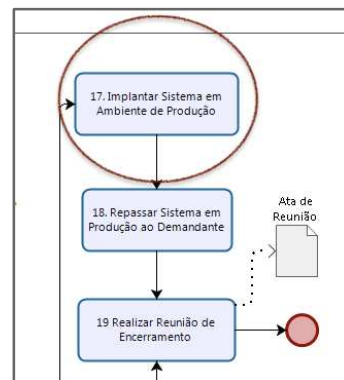 17. Implantar Sistema em
Ambiente de Produção
18. Repassar Sistema em
Produção ao Demandante
Ata de
Reunião
19 Realizar Reunião de
Encerramento